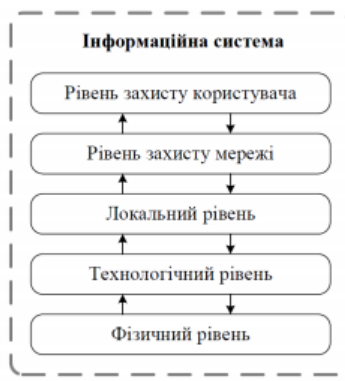 Інформаційна система
Рівень захисту користувача
Рівень захисту мережі
Локальний рівень
Технологічний рівень
Фізичний рівень